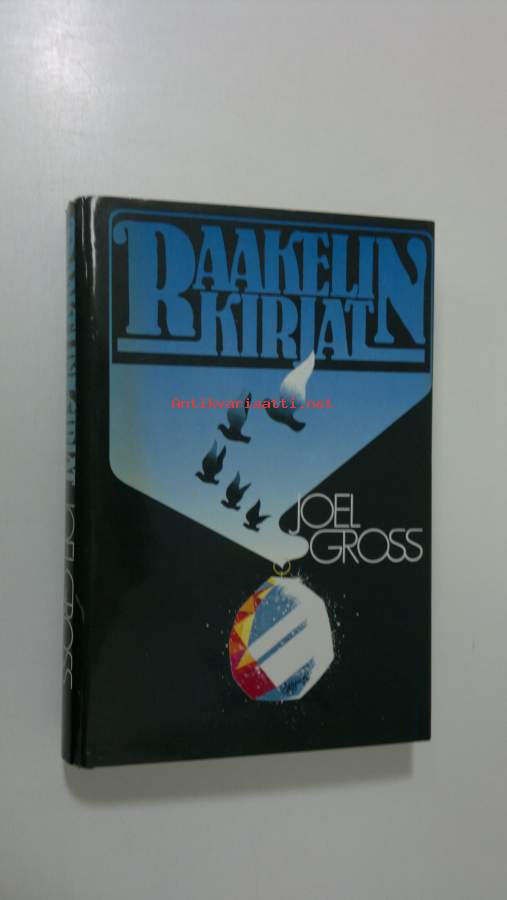 RAAKELIN
KIRJAT
Antikvariaatti.net
JOEL
GROSS
RAAKELIN KIRJAT JOEL GROSS